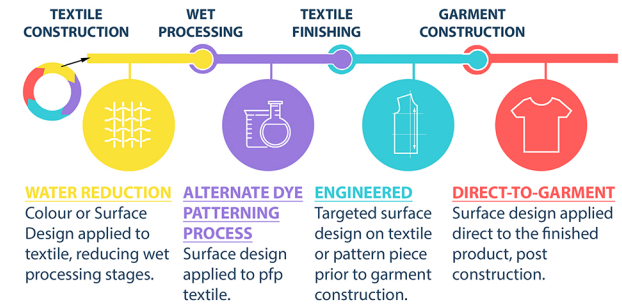 TEXTILE
CONSTRUCTION
WET
PROCESSING
TEXTILE
FINISHING
GARMENT
CONSTRUCTION
WATER REDUCTION
Colour or Surface
Design applied to
textile, reducing wet
processing stages.
ALTERNATE DYE
PATTERNING
PROCESS
Surface design
applied to pfp
textile.
ENGINEERED
Targeted surface
design on textile
or pattern piece
prior to garment
construction.
DIRECT-TO-GARMENT
Surface design applied
direct to the finished
product, post
construction.